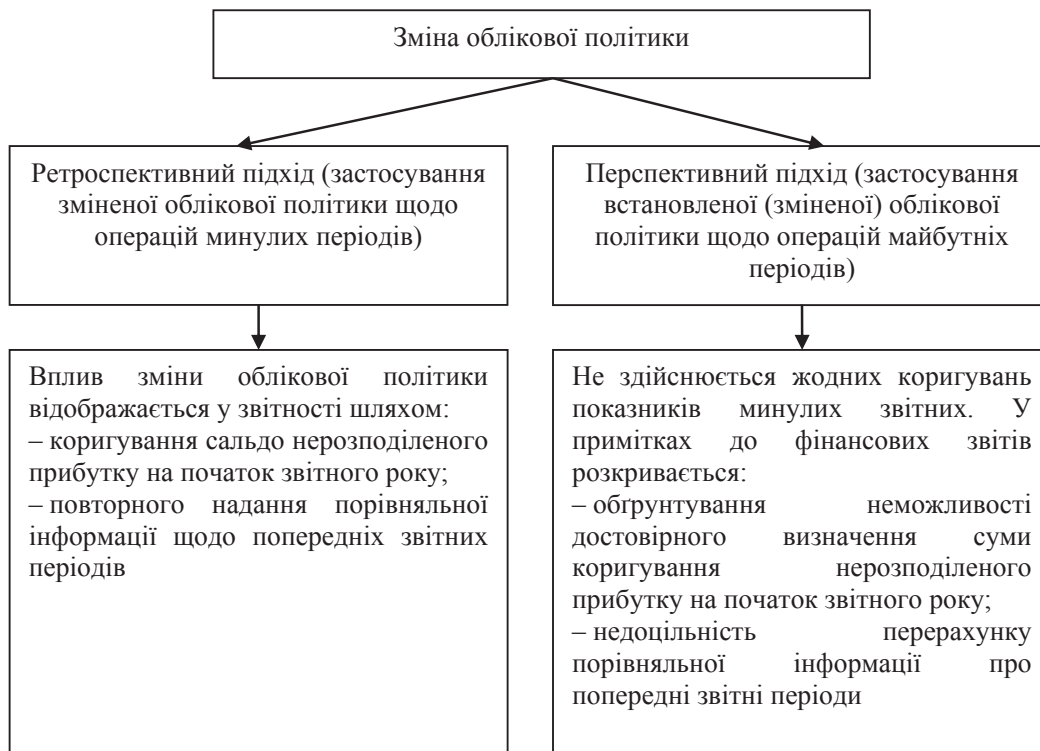 Зміна облікової політики
Ретроспективний підхід (застосування
зміненої облікової політики щодо
операцій минулих періодів)
Перспективний підхід (застосування
встановленої (зміненої) облікової
політики щодо операцій майбутніх
періодів)
Вплив зміни облікової політики
відображається у звітності шляхом:
– коригування сальдо нерозподіленого
прибутку на початок звітного року;
– повторного надання порівняльної
інформації щодо попередніх звітних
періодів
Не здійснюється жодних коригувань
показників минулих звітних. У
примітках до фінансових звітів
розкривається:
– обґрунтування неможливості
достовірного визначення суми
коригування нерозподіленого
прибутку на початок звітного року;
– недоцільність перерахунку
порівняльної інформації про
попередні звітні періоди